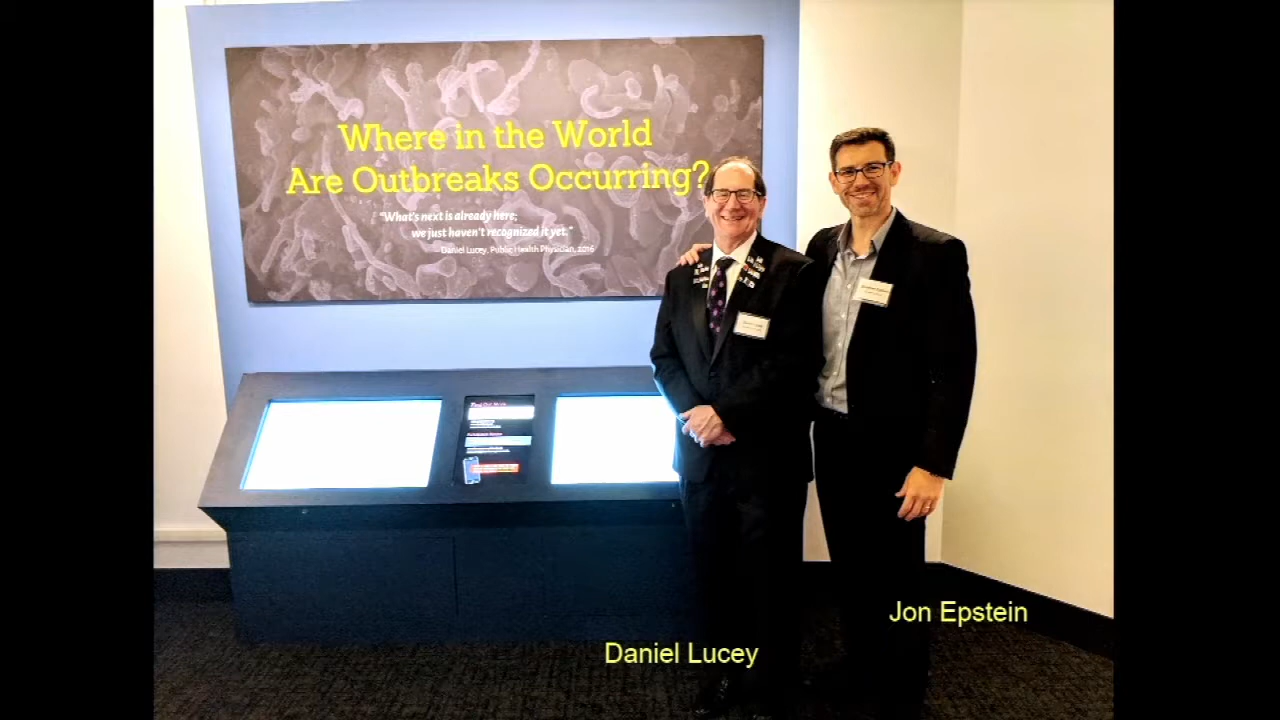 Where in the World
Are Outbreaks Occurring?
"What's next is already here;
we just haven't recognized it yet."
Daniel Lucey, Public Health Physician, 2016
Jon Epstein
Daniel Lucey